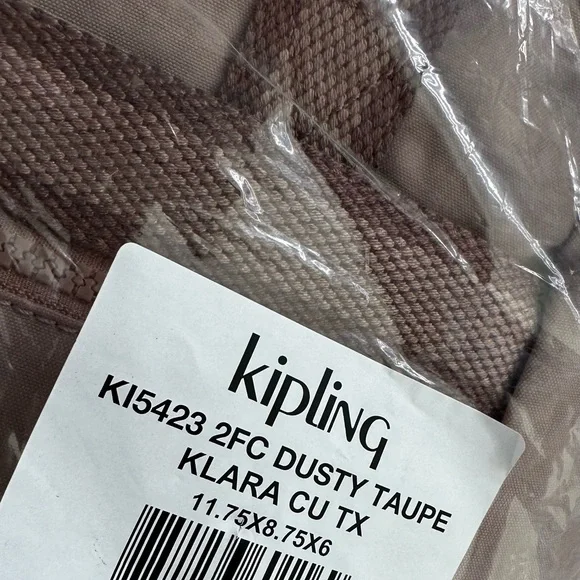 kipling
KI5423 2FC DUSTY TAUPE
KLARA CU TX
11.75X8.75X6